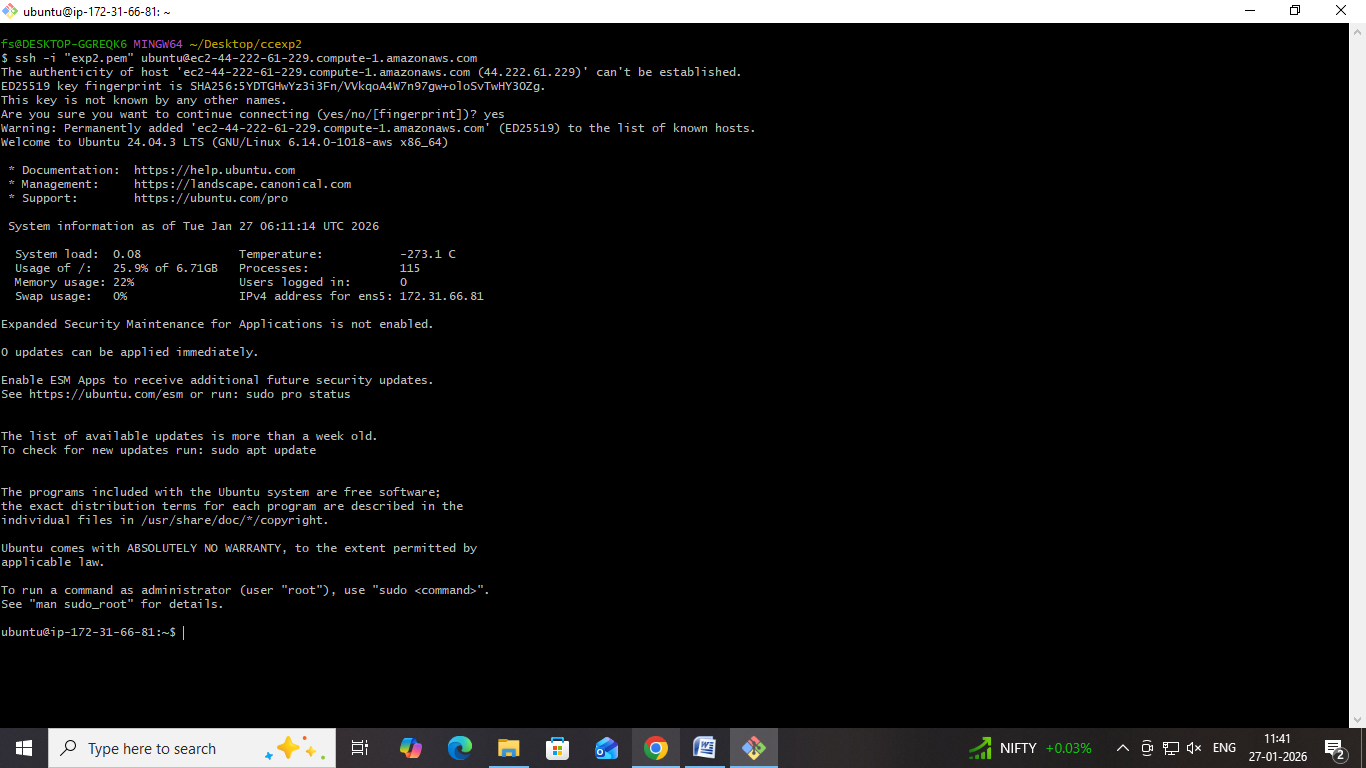 ubuntu@ip-172-31-66-81: ~
fs@DESKTOP-GGREQK6 MINGW64 ~/Desktop/ccexp2
$ ssh -i "exp2.pem" ubuntu@ec2-44-222-61-229.compute-1.amazonaws.com
The authenticity of host 'ec2-44-222-61-229.compute-1.amazonaws.com (44.222.61.229)' can't be established.
ED25519 key fingerprint is SHA256:5YDTGHwYz3i3Fn/VVkqoA4W7n97gw+oloSvTwHY3OZg.
This key is not known by any other names.
Are you sure you want to continue connecting (yes/no/[fingerprint])? yes
Warning: Permanently added 'ec2-44-222-61-229.compute-1.amazonaws.com' (ED25519) to the list of known hosts.
Welcome to Ubuntu 24.04.3 LTS (GNU/Linux 6.14.0-1018-aws x86_64)
* Documentation:  https://help.ubuntu.com
* Management:     https://landscape.canonical.com
* Support:        https://ubuntu.com/pro
System information as of Tue Jan 27 06:11:14 UTC 2026
System load:  0.08              Temperature:           -273.1 C
Usage of /:   25.9% of 6.71GB   Processes:             115
Memory usage: 22%               Users logged in:       0
Swap usage:   0%                IPv4 address for ens5: 172.31.66.81
Expanded Security Maintenance for Applications is not enabled.
0 updates can be applied immediately.
Enable ESM Apps to receive additional future security updates.
See https://ubuntu.com/esm or run: sudo pro status
The list of available updates is more than a week old.
To check for new updates run: sudo apt update
The programs included with the Ubuntu system are free software;
the exact distribution terms for each program are described in the
individual files in /usr/share/doc/*/copyright.
Ubuntu comes with ABSOLUTELY NO WARRANTY, to the extent permitted by
applicable law.
To run a command as administrator (user "root"), use "sudo <command>".
See "man sudo_root" for details.
ubuntu@ip-172-31-66-81:~$
Type here to search
NIFTY +0.03%
ENG
11:41
27-01-2026
2